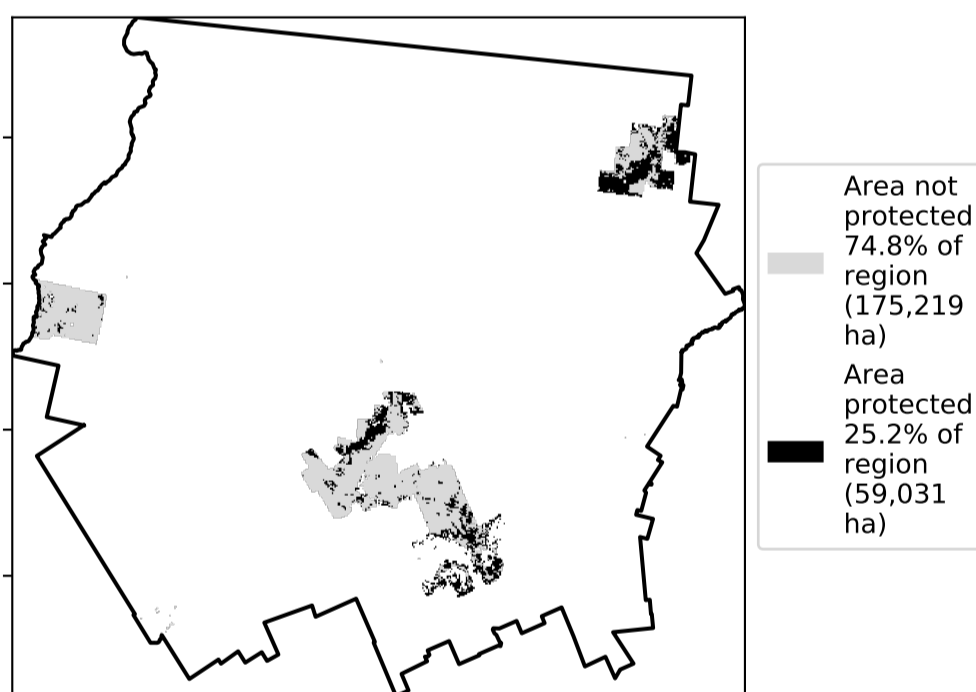 Area not
protected
74.8% of
region
(175,219
ha)
Area
protected
25.2% of
region
(59,031
ha)